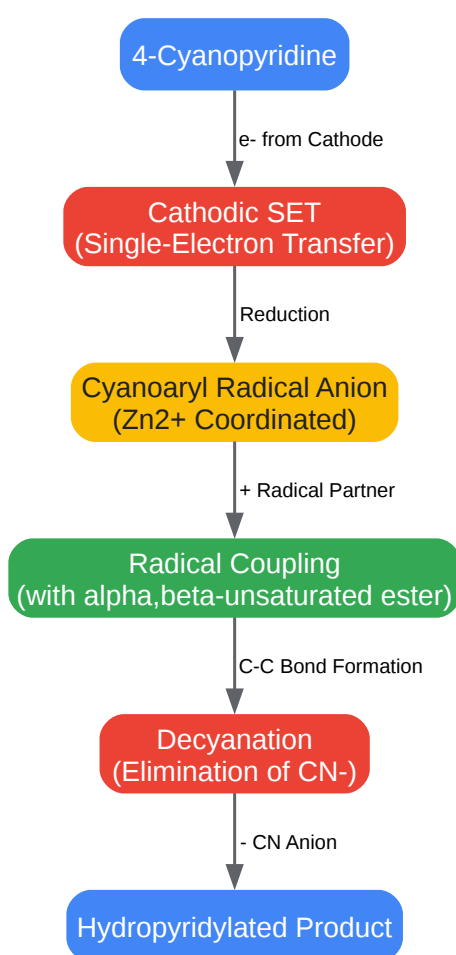 4-Cyanopyridine
e- from Cathode
Cathodic SET
(Single-Electron Transfer)
Reduction
Cyanoaryl Radical Anion
(Zn2+ Coordinated)
+ Radical Partner
Radical Coupling
(with alpha,beta-unsaturated ester)
C-C Bond Formation
Decyanation
(Elimination of CN-)
- CN Anion
Hydropyridylated Product